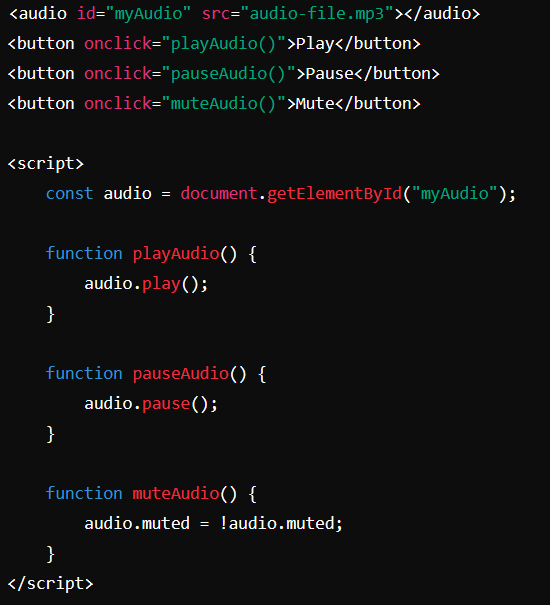 <audio id="myAudio" src="audio-file.mp3"></audio>
<button onclick="playAudio()">Play</button>
<button onclick="pauseAudio()">Pause</button>
<button onclick="muteAudio()">Mute</button>

<script>
    const audio = document.getElementById("myAudio");

    function playAudio() {
        audio.play();
    }

    function pauseAudio() {
        audio.pause();
    }

    function muteAudio() {
        audio.muted = !audio.muted;
    }
</script>